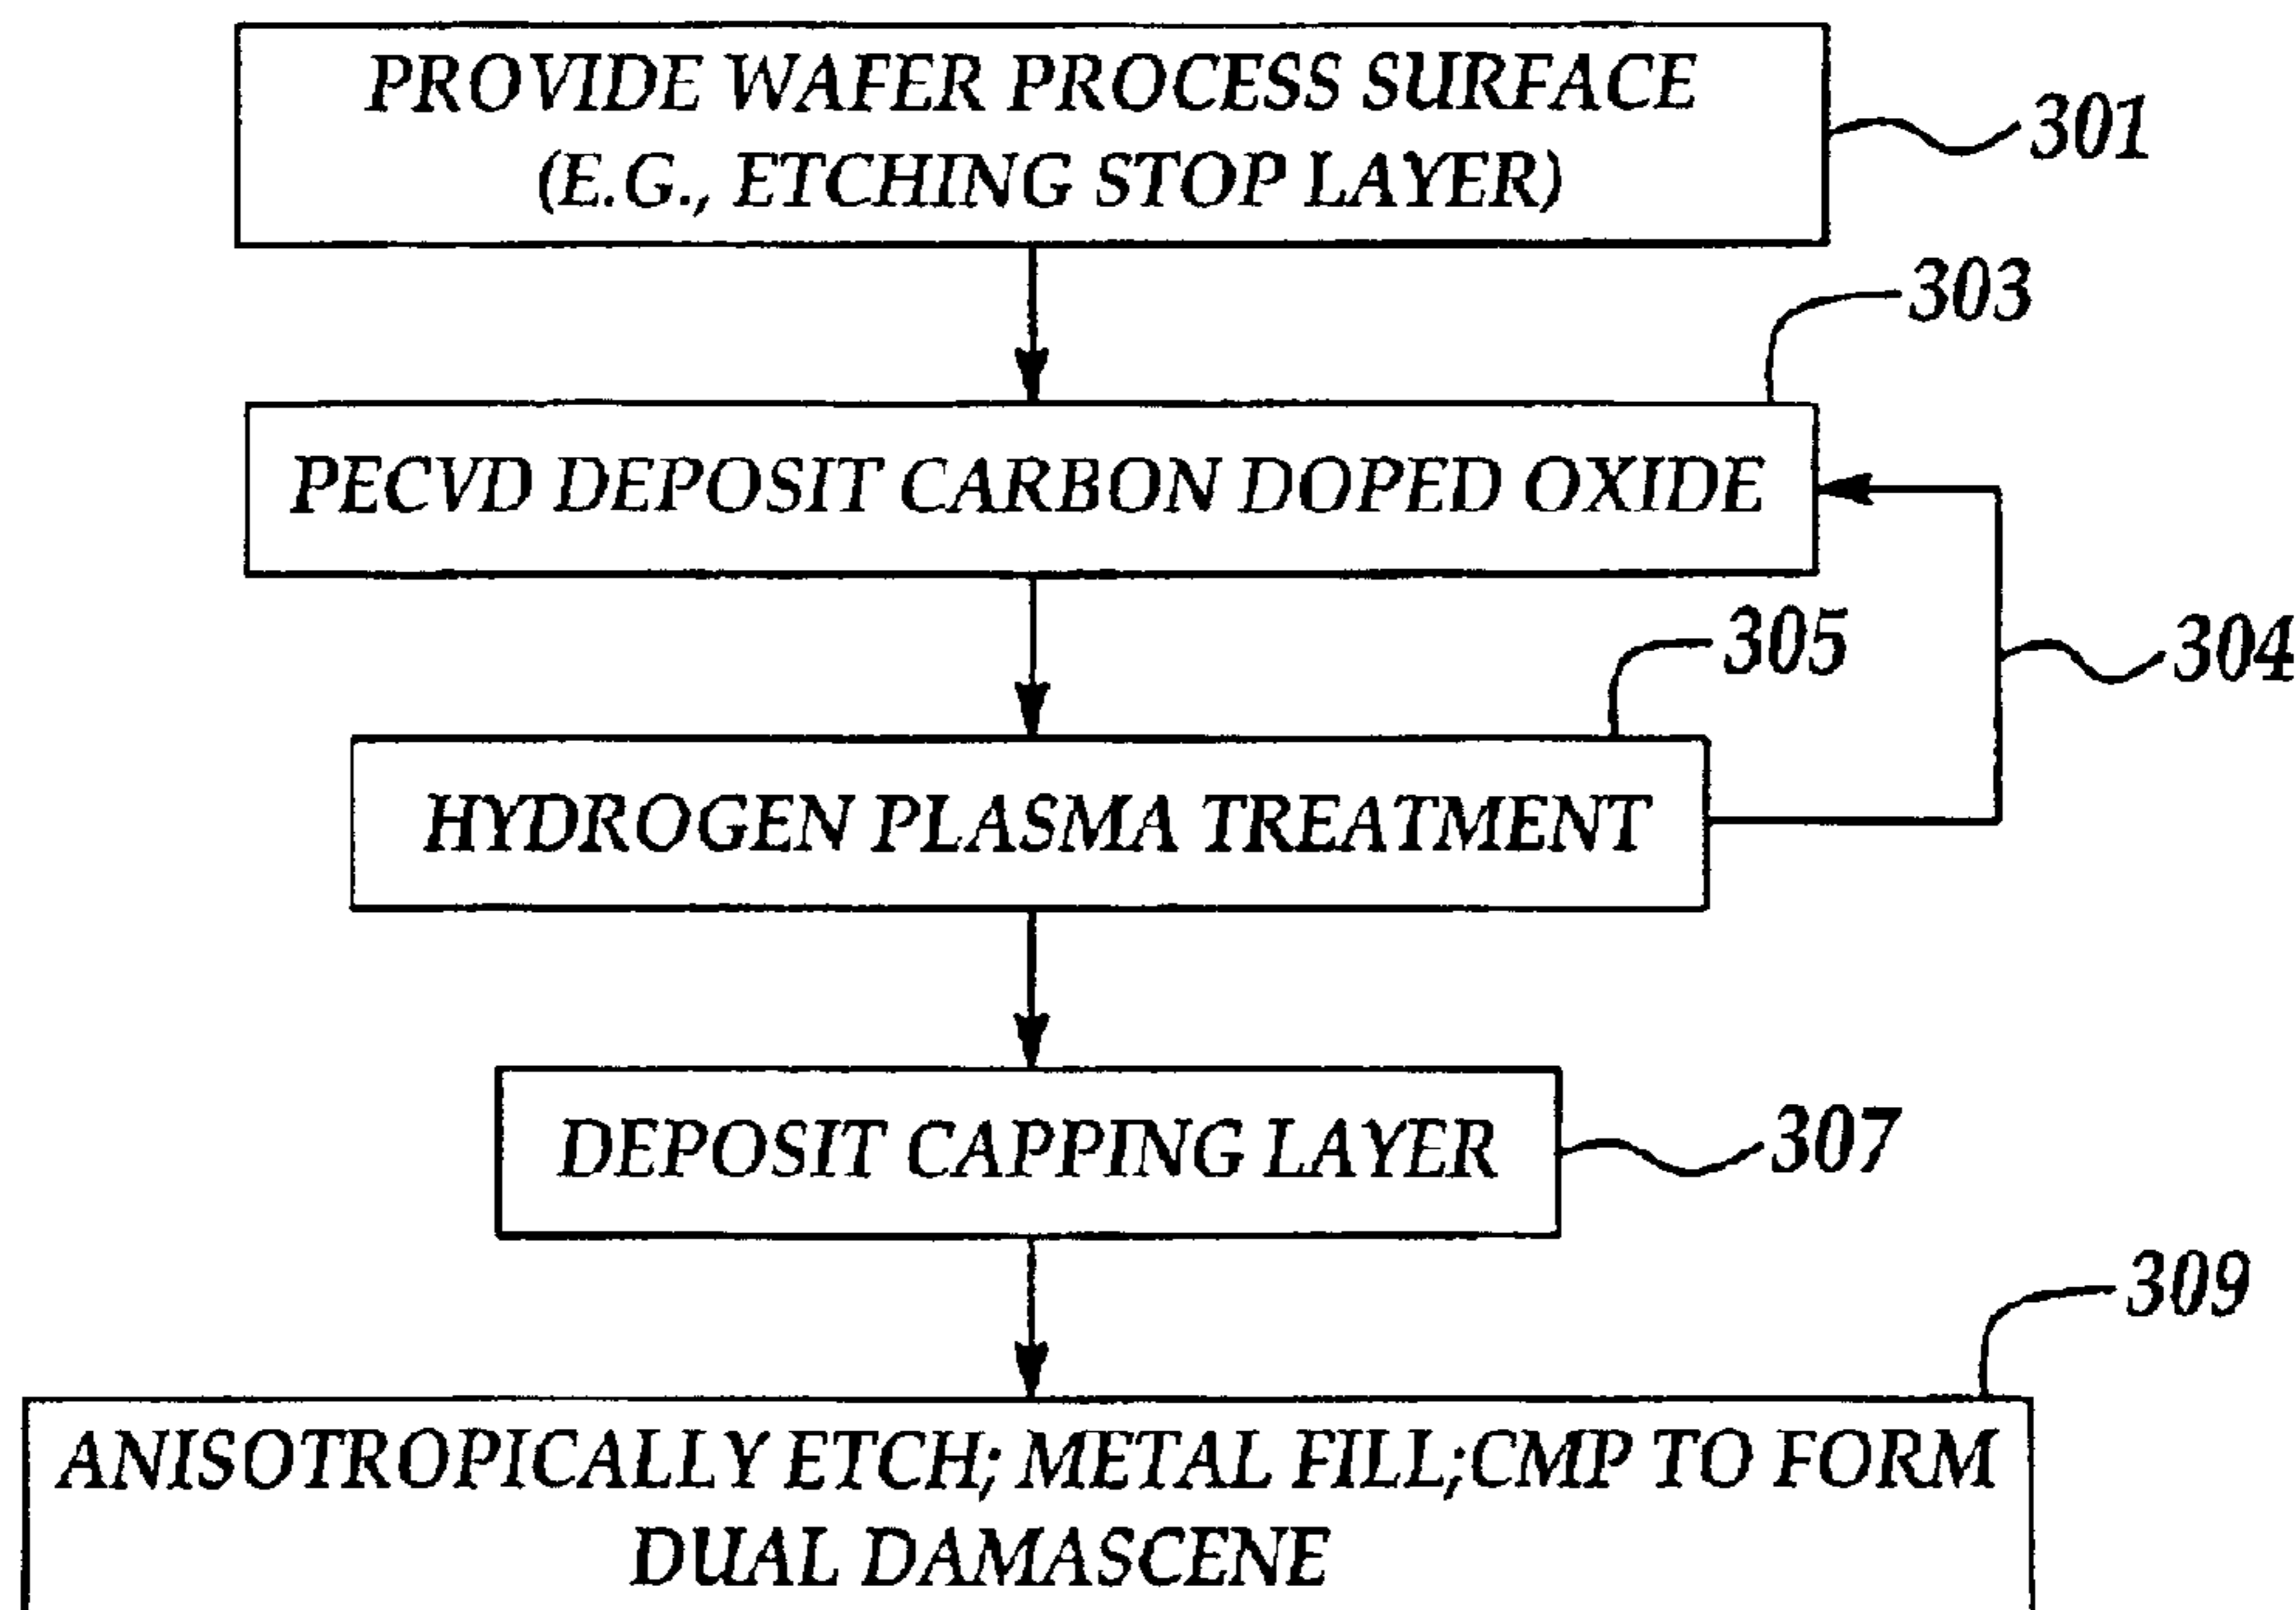 PROVIDE WAFER PROCESS SURFACE
(E.G., ETCHING STOP LAYER)
301
303
PECVD DEPOSIT CARBON DOPED OXIDE
305
304
HYDROGEN PLASMA TREATMENT
DEPOSIT CAPPING LAYER
307
309
ANISOTROPICALLY ETCH; METAL FILL;CMP TO FORM
DUAL DAMASCENE